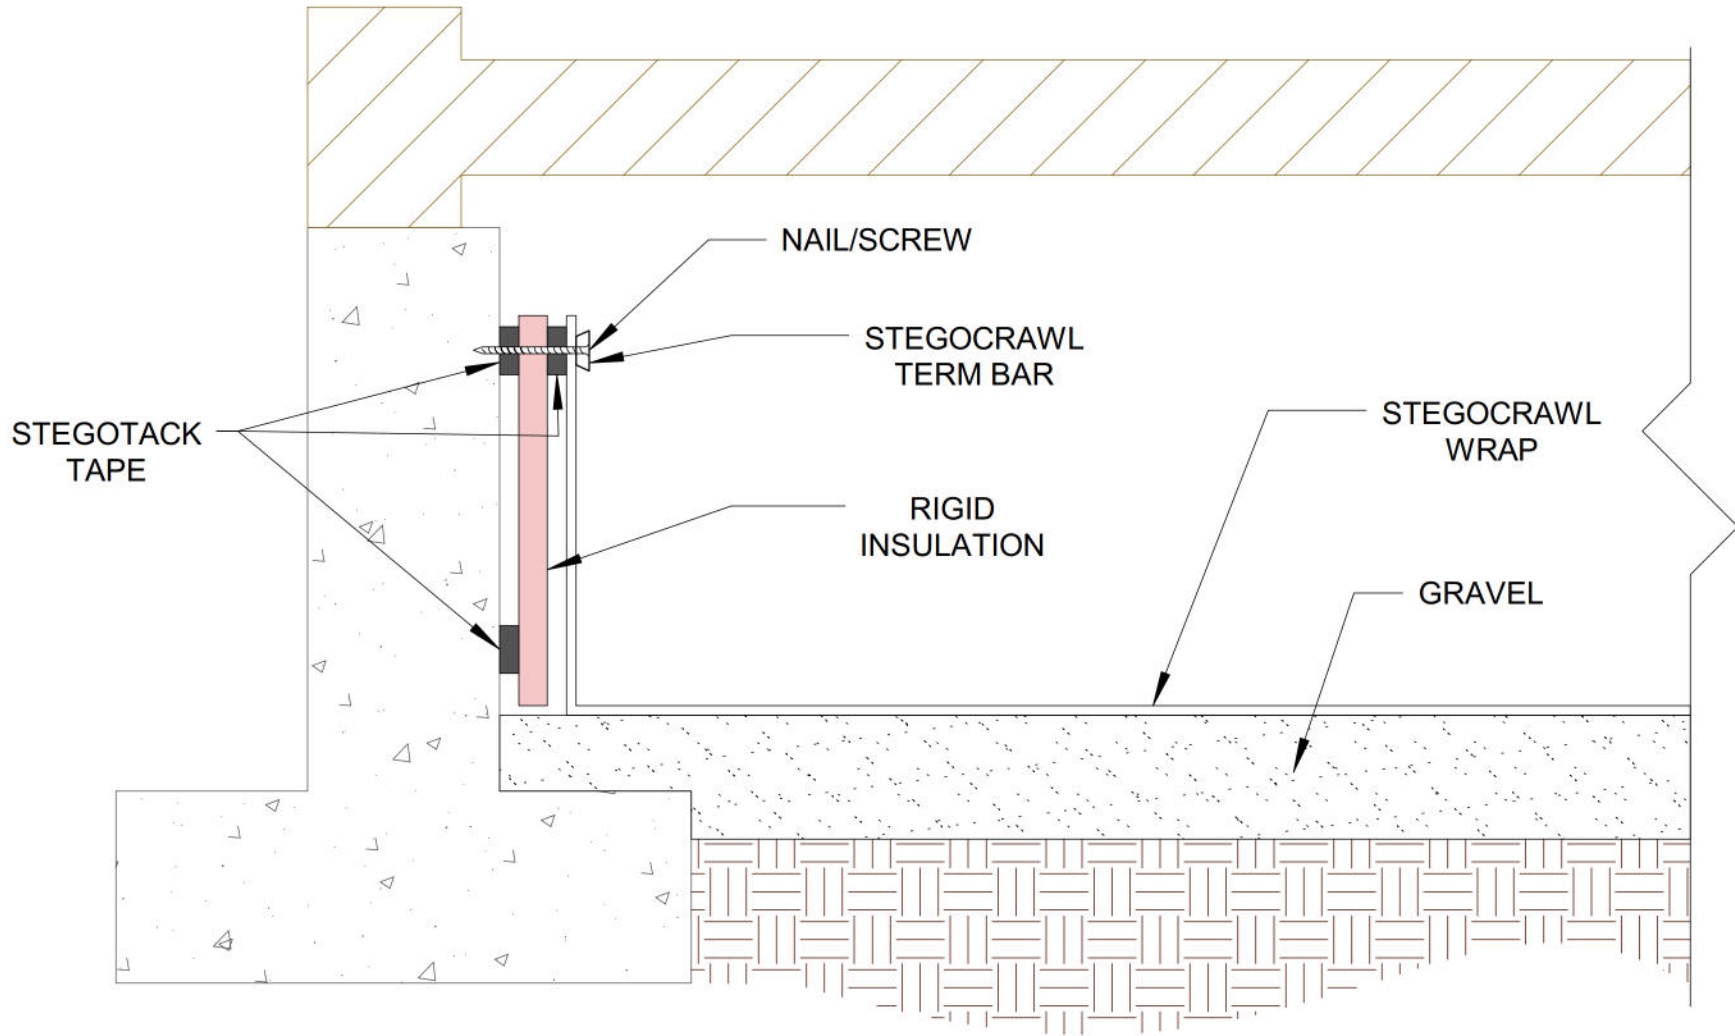 NAIL/SCREW
STEGOCRAWL
TERM BAR
STEGOCRAWL
WRAP
STEGOTACK
TAPE
RIGID
INSULATION
GRAVEL